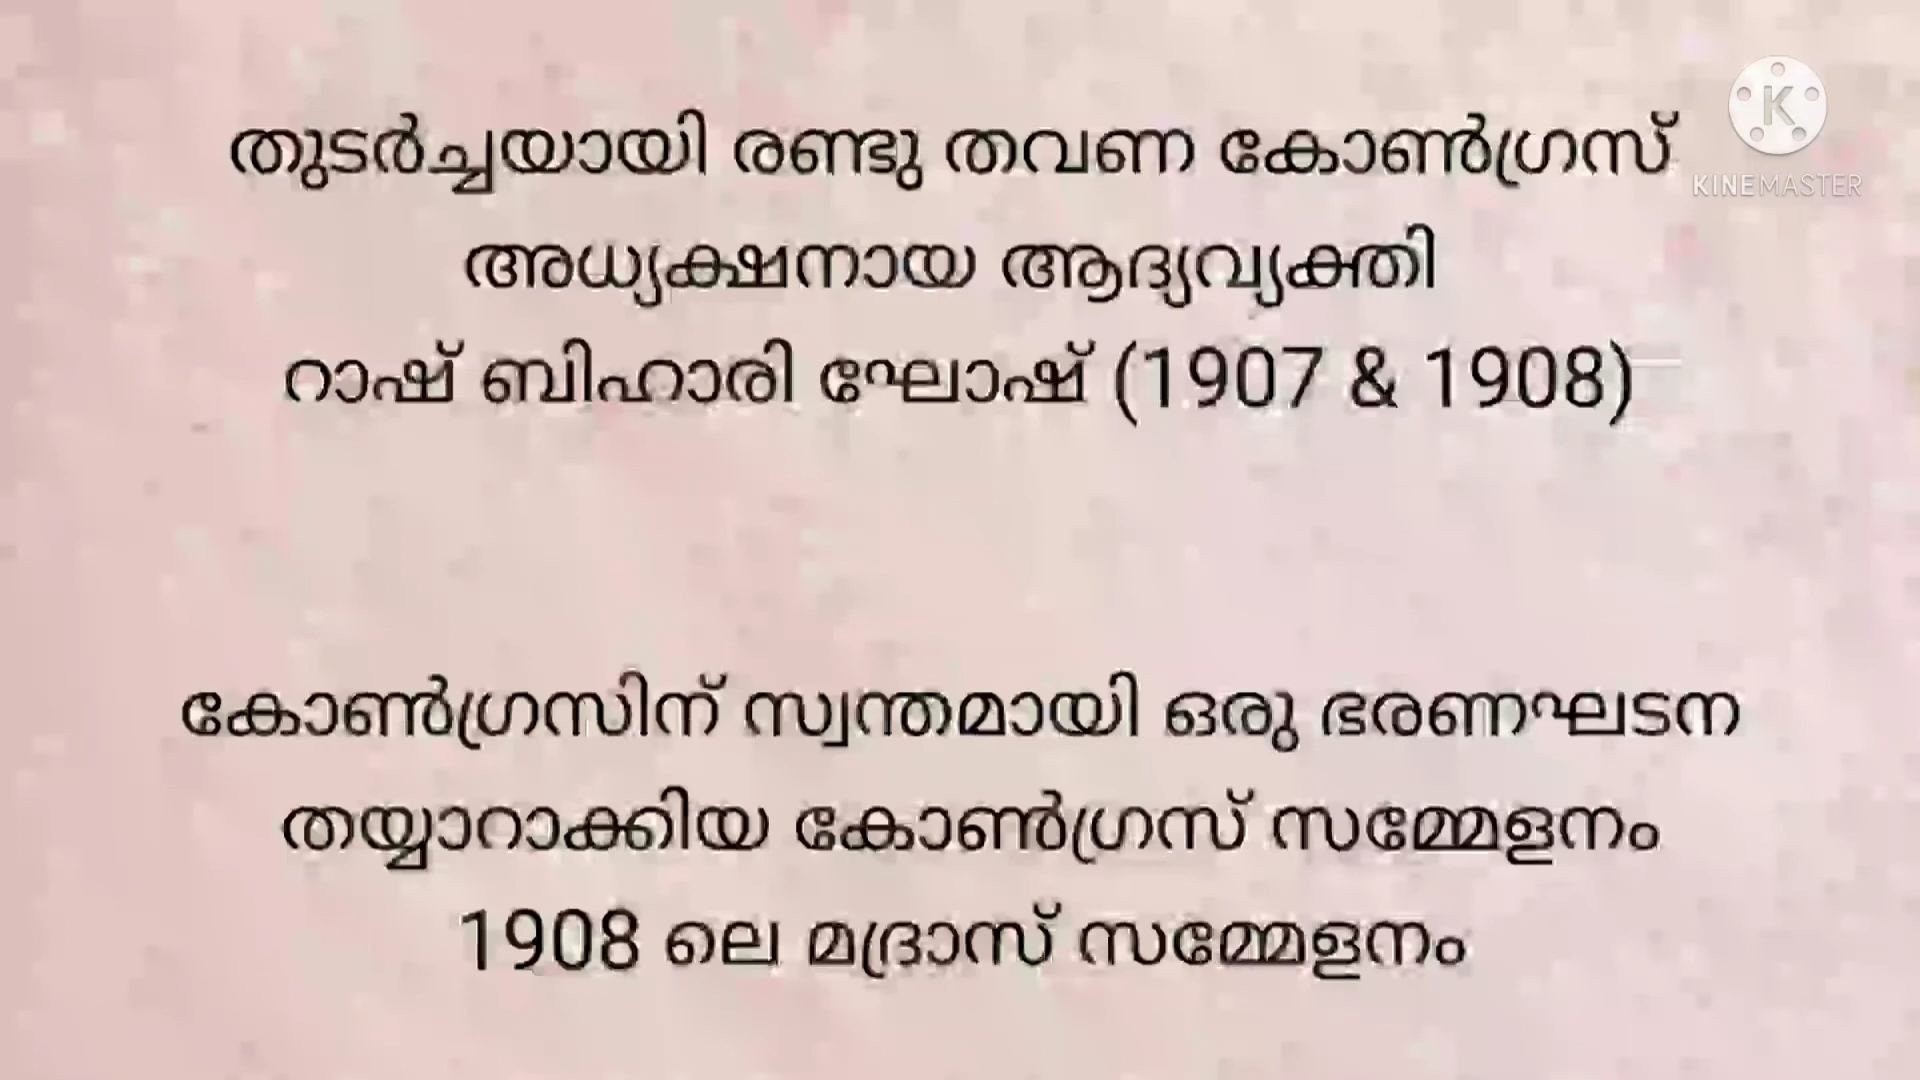 തുടർച്ചയായി രണ്ടു തവണ കോൺഗ്രസ്
അധ്യക്ഷനായ ആദ്യവ്യക്തി
റാഷ് ബിഹാരി ഘോഷ് (1907 & 1908)
കോൺഗ്രസിന് സ്വന്തമായി ഒരു ഭരണഘടന
തയ്യാറാക്കിയ കോൺഗ്രസ് സമ്മേളനം
1908 ലെ മദ്രാസ് സമ്മേളനം
K
KINEMASTER